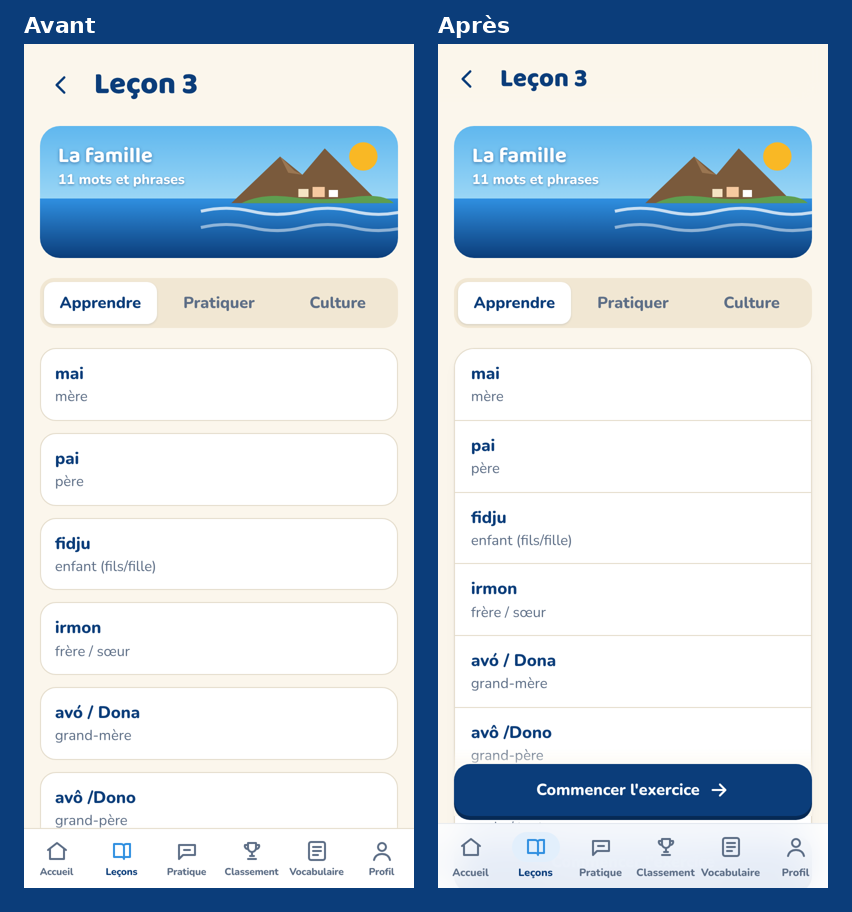 Avant
Leçon 3
La famille
11 mots et phrases
Apprendre Pratiquer Culture
mai
mère
pai
père
fidju
enfant (fils/fille)
irmon
frère / sœur
avó / Dona
grand-mère
avô /Dono
grand-père
Accueil Leçons Pratique Classement Vocabulaire Profil
Après
Leçon 3
La famille
11 mots et phrases
Apprendre Pratiquer Culture
mai
mère
pai
père
fidju
enfant (fils/fille)
irmon
frère / sœur
avó / Dona
grand-mère
avô /Dono
grand-père
Commencer l'exercice →
Accueil Leçons Pratique Classement Vocabulaire Profil